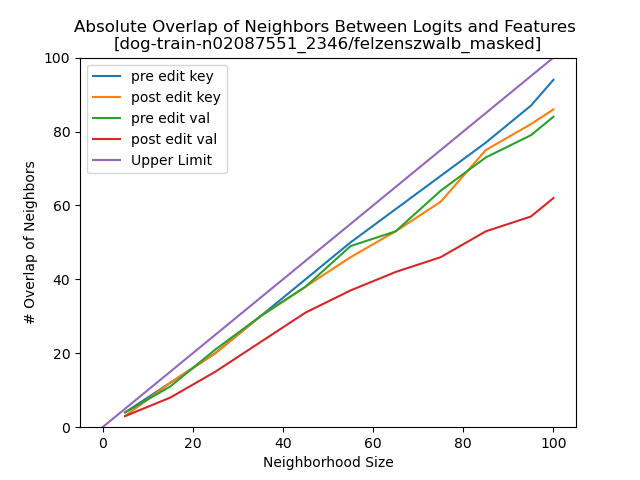 Absolute Overlap of Neighbors Between Logits and Features
[dog-train-n02087551_2346/felzenszwalb_masked]
pre edit key
post edit key
pre edit val
post edit val
Upper Limit
# Overlap of Neighbors
100
80
60
40
20
0
0 20 40 60 80 100
Neighborhood Size